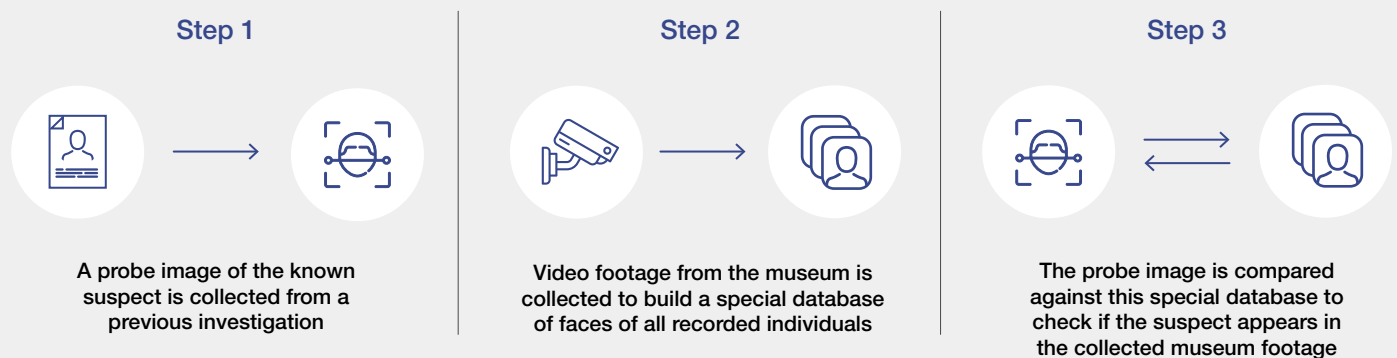 Step 1
A probe image of the known
suspect is collected from a
previous investigation
Step 2
Video footage from the museum is
collected to build a special database
of faces of all recorded individuals
Step 3
The probe image is compared
against this special database to
check if the suspect appears in
the collected museum footage